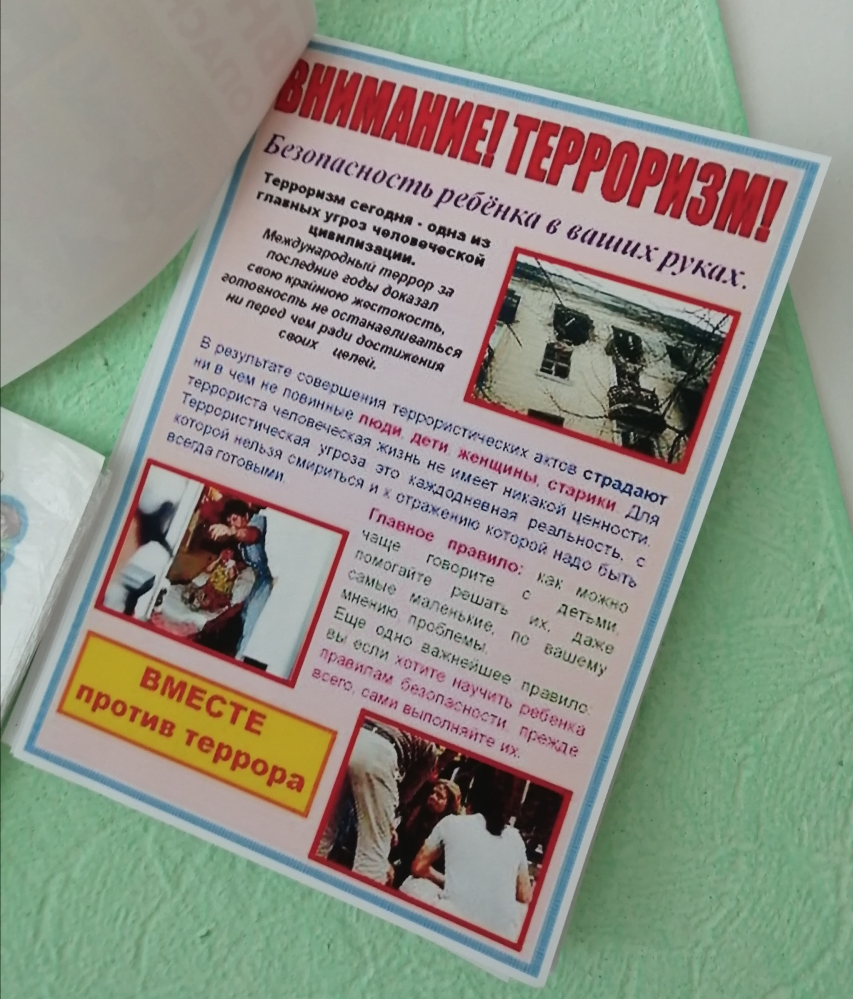 ВНИМАНИЕ! ТЕРРОРИЗМ!
Безопасность ребёнка в ваших руках.
Терроризм сегодня - одна из
главных угроз человеческой
цивилизации.
Международный террор за
последние годы доказал
свою крайнюю жестокость,
готовность не останавливаться
ни перед чем ради достижения
своих целей.
В результате совершения террористических актов страдают
ни в чем не повинные люди, дети, женщины, старики. Для
террориста человеческая жизнь не имеет никакой ценности.
Террористическая угроза это каждодневная реальность, с
которой нельзя смириться и к отражению которой надо быть
всегда готовыми.
Главное правило: как можно
чаще говорите с детьми,
помогайте решать их, даже
самые маленькие, по вашему
мнению, проблемы.
Еще одно важнейшее правило:
вы если хотите научить ребенка
правилам безопасности, прежде
всего, сами выполняйте их.
ВМЕСТЕ
против террора